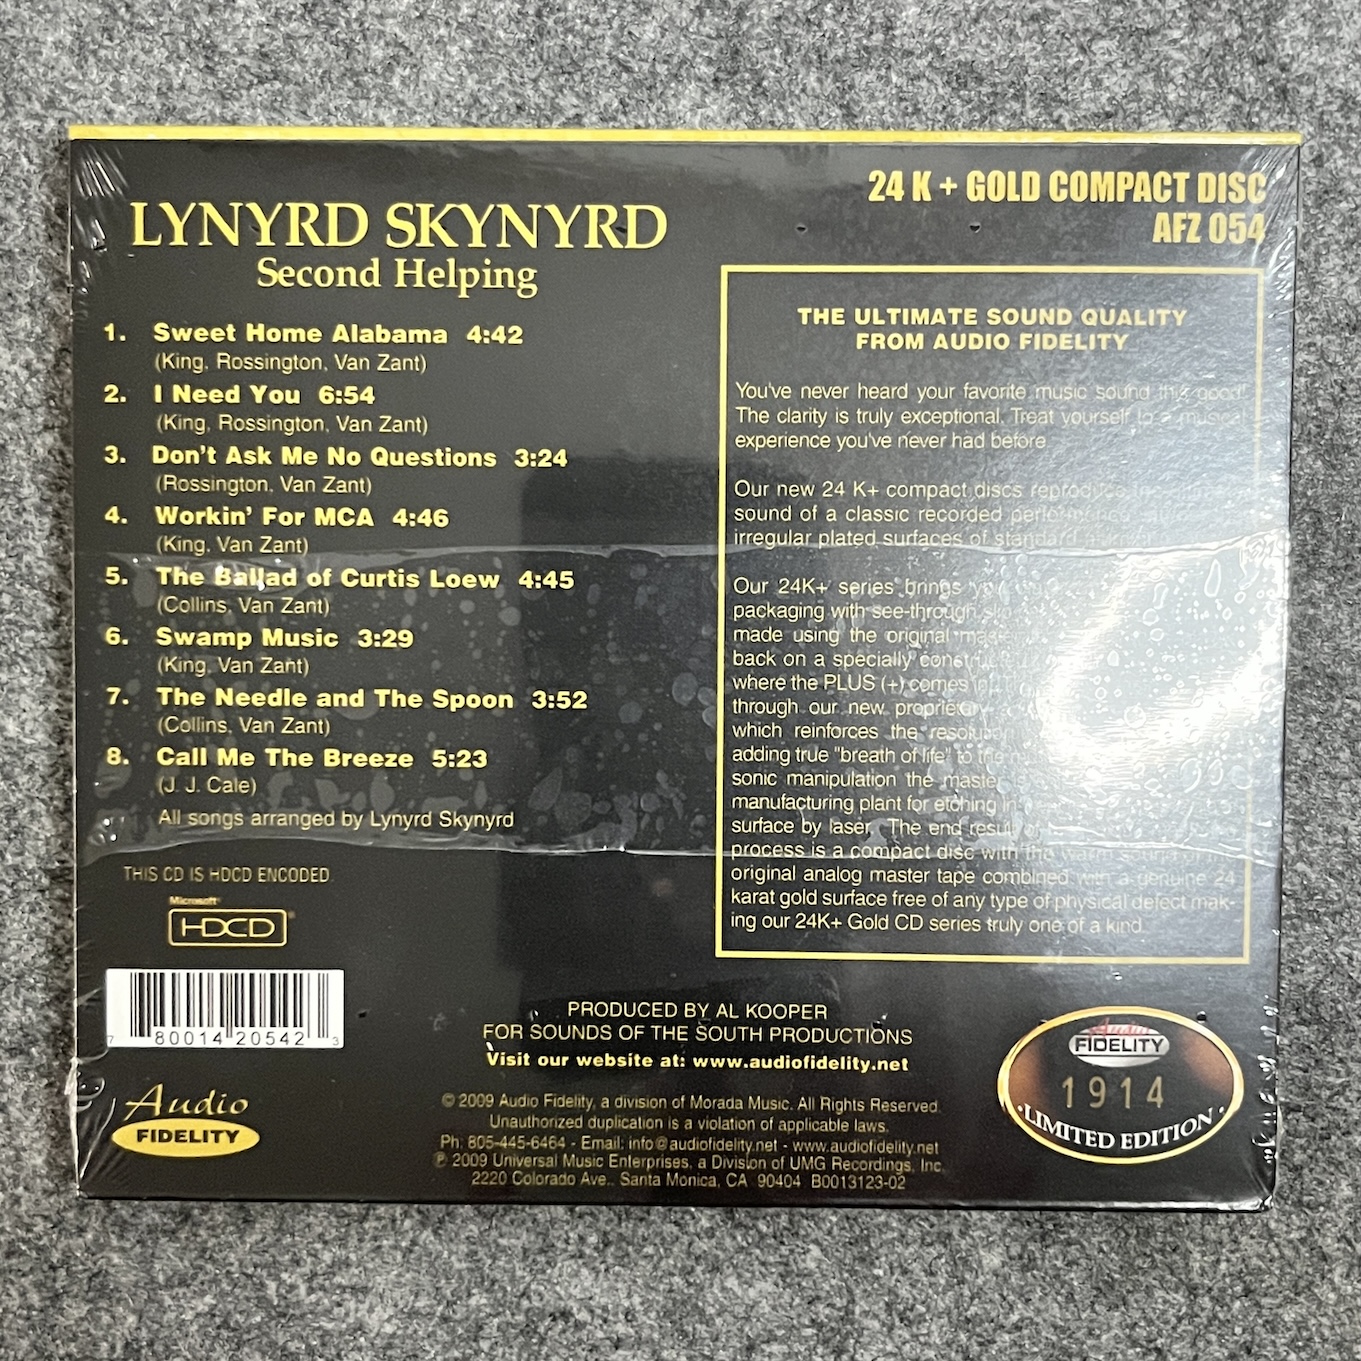 24 K + GOLD COMPACT DISC
AFZ 054
LYNYRD SKYNYRD
Second Helping
1. Sweet Home Alabama 4:42
(King, Rossington, Van Zant)
2. I Need You 6:54
(King, Rossington, Van Zant)
3. Don't Ask Me No Questions 3:24
(Rossington, Van Zant)
4. Workin' For MCA 4:46
(King, Van Zant)
5. The Ballad of Curtis Loew 4:45
(Collins, Van Zant)
6. Swamp Music 3:29
(King, Van Zant)
7. The Needle and The Spoon 3:52
(Collins, Van Zant)
8. Call Me The Breeze 5:23
(J. J. Cale)
All songs arranged by Lynyrd Skynyrd
THIS CD IS HDCD ENCODED.
Microsoft
HDCD
7 80014 20542 3
Audio
FIDELITY
THE ULTIMATE SOUND QUALITY
FROM AUDIO FIDELITY
You've never heard your favorite music sound this good!
The clarity is truly exceptional. Treat yourself to a musical
experience you've never had before.
Our new 24 K+ compact discs reproduce
sound of a classic recorded
irregular plated surfaces of standard
Our 24K+ series brings you
packaging with see-through
made using the original
back on a specially
where the PLUS (+) comes
through our new proprietary
which reinforces the resolution
adding true "breath of life" to the
sonic manipulation the master
manufacturing plant for etching
surface by laser. The end result
process is a compact disc with the warm
original analog master tape combined with a genuine 24
karat gold surface free of any type of physical defect mak-
ing our 24K+ Gold CD series truly one of a kind.
PRODUCED BY AL KOOPER
FOR SOUNDS OF THE SOUTH PRODUCTIONS
Visit our website at: www.audiofidelity.net
© 2009 Audio Fidelity, a division of Morada Music. All Rights Reserved.
Unauthorized duplication is a violation of applicable laws.
Ph: 805-445-6464 - Email: info@audiofidelity.net - www.audiofidelity.net
℗ 2009 Universal Music Enterprises, a Division of UMG Recordings, Inc.
2220 Colorado Ave., Santa Monica, CA 90404 B0013123-02
Audio
FIDELITY
1914
·LIMITED EDITION·